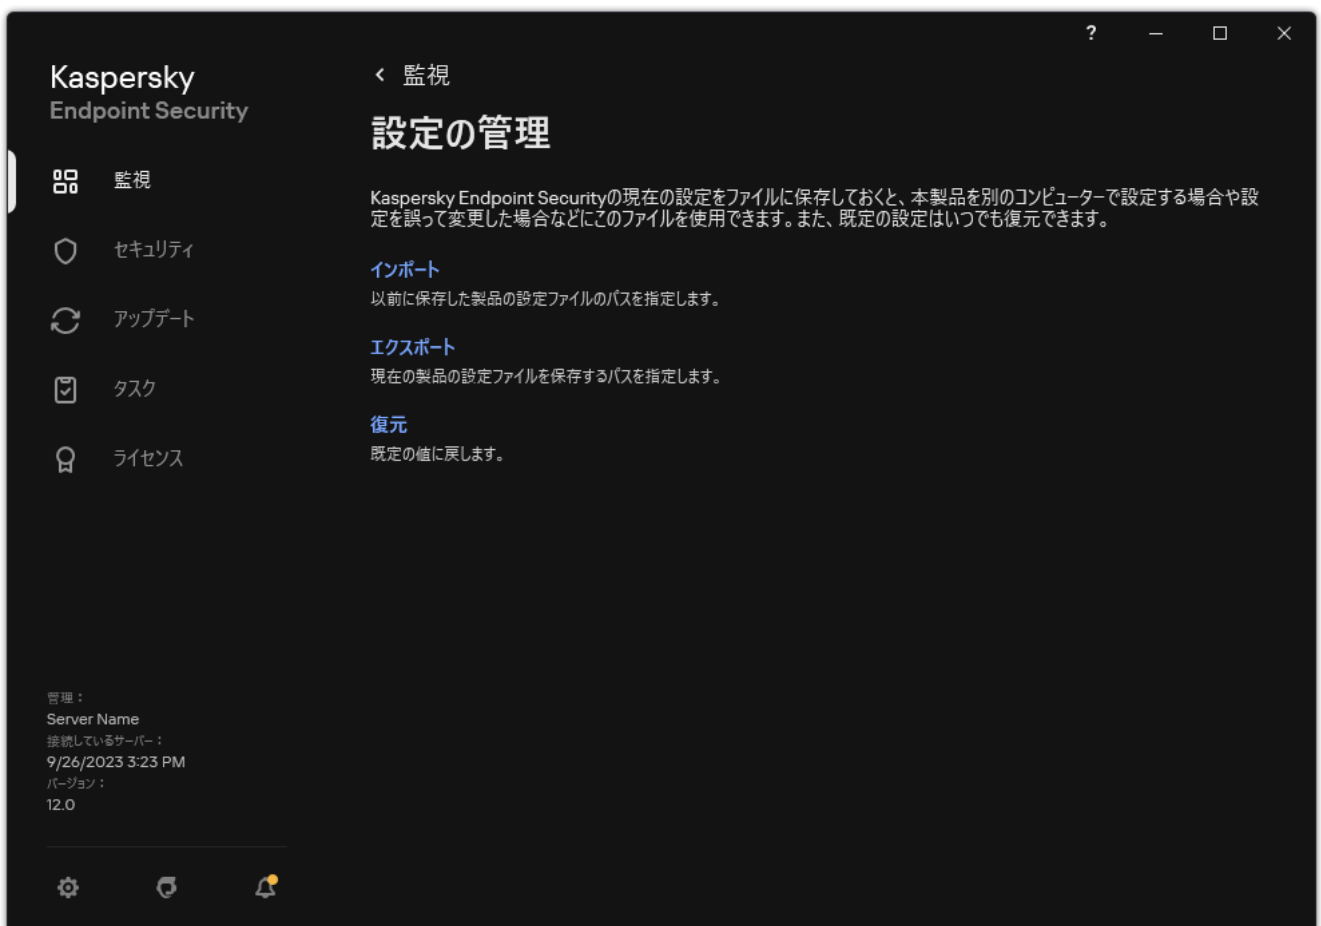 ?
Kaspersky
Endpoint Security
監視
セキュリティ
アップデート
タスク
ライセンス
管理：
Server Name
接続しているサーバー：
9/26/2023 3:23 PM
バージョン：
12.0
監視
設定の管理
Kaspersky Endpoint Securityの現在の設定をファイルに保存しておくと、本製品を別のコンピューターで設定する場合や設
定を誤って変更した場合などにこのファイルを使用できます。また、既定の設定はいつでも復元できます。
インポート
以前に保存した製品の設定ファイルのパスを指定します。
エクスポート
現在の製品の設定ファイルを保存するパスを指定します。
復元
既定の値に戻します。